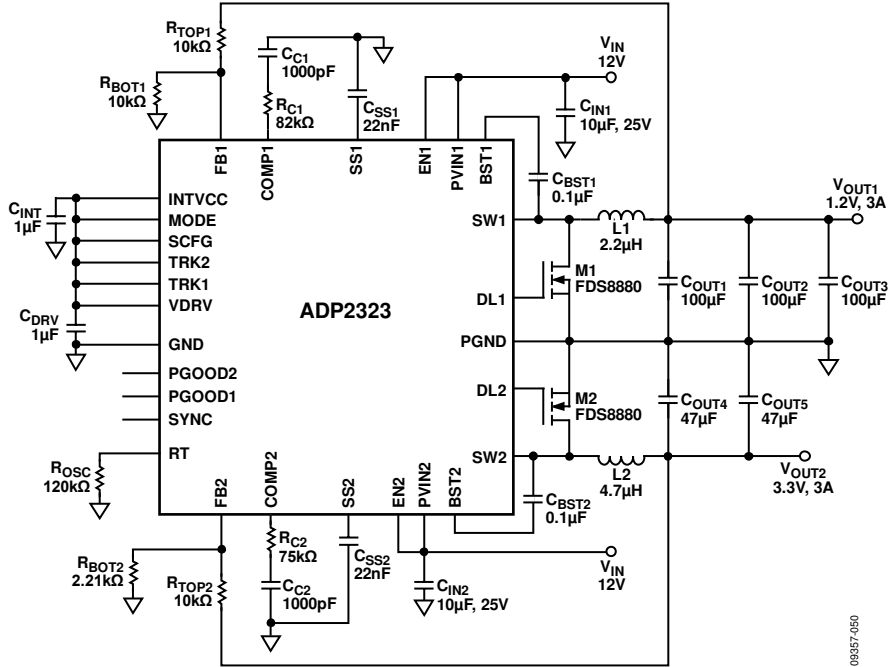 RTOP1
10kΩ
CC1
1000pF
VIN
12V
RBOT1
10kΩ
RC1
82kΩ
CSS1
22nF
CIN1
10µF, 25V
FB1
COMP1
SS1
EN1
PVIN1
BST1
CBST1
0.1µF
CINT
1µF
INTVCC
MODE
SCFG
TRK2
TRK1
VDRV
CDRV
1µF
GND
PGOOD2
PGOOD1
SYNC
RT
ROSC
120kΩ
ADP2323
SW1
DL1
PGND
DL2
SW2
L1
2.2µH
VOUT1
1.2V, 3A
M1
FDS8880
COUT1
100µF
COUT2
100µF
COUT3
100µF
M2
FDS8880
COUT4
47µF
COUT5
47µF
L2
4.7µH
VOUT2
3.3V, 3A
FB2
COMP2
SS2
EN2
PVIN2
BST2
CBST2
0.1µF
RBOT2
2.21kΩ
RTOP2
10kΩ
RC2
75kΩ
CC2
1000pF
CSS2
22nF
CIN2
10µF, 25V
VIN
12V
09357-050